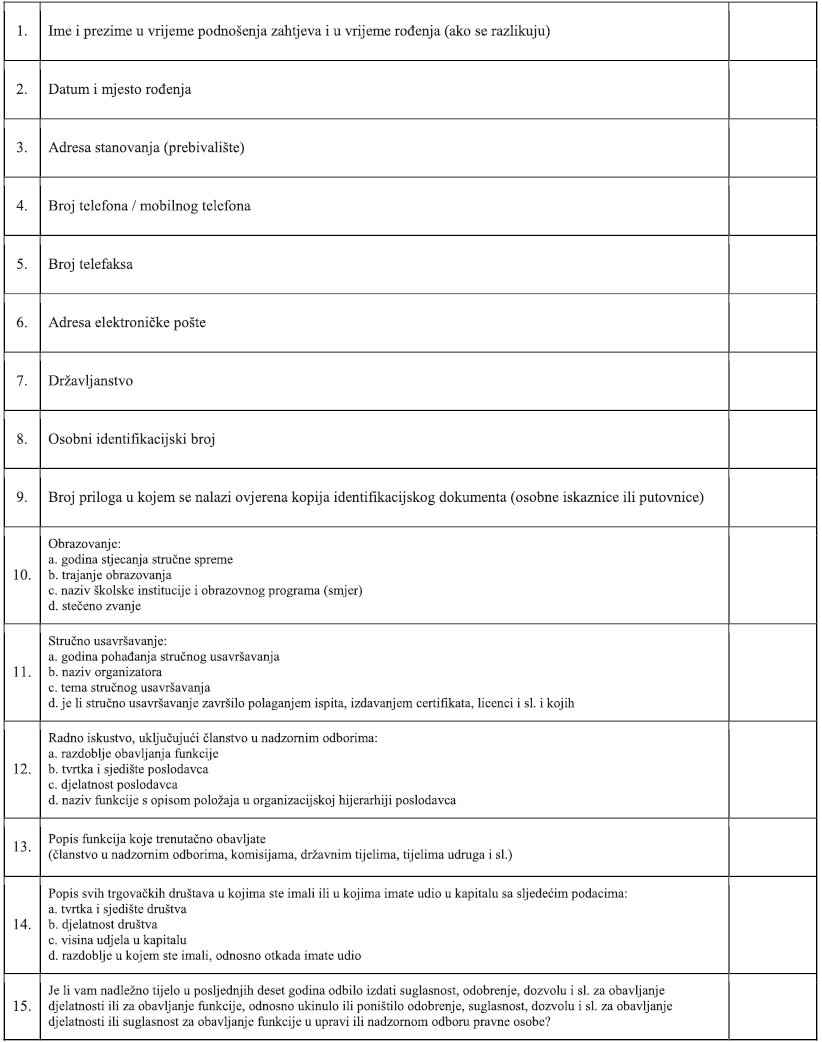 1. Ime i prezime u vrijeme podnošenja zahtjeva i u vrijeme rođenja (ako se razlikuju)
2. Datum i mjesto rođenja
3. Adresa stanovanja (prebivalište)
4. Broj telefona / mobilnog telefona
5. Broj telefaksa
6. Adresa elektroničke pošte
7. Državljanstvo
8. Osobni identifikacijski broj
9. Broj priloga u kojem se nalazi ovjerena kopija identifikacijskog dokumenta (osobne iskaznice ili putovnice)
10. Obrazovanje:
a. godina stjecanja stručne spreme
b. trajanje obrazovanja
c. naziv školske institucije i obrazovnog programa (smjer)
d. stečeno zvanje
11. Stručno usavršavanje:
a. godina pohađanja stručnog usavršavanja
b. naziv organizatora
c. tema stručnog usavršavanja
d. je li stručno usavršavanje završilo polaganjem ispita, izdavanjem certifikata, licenci i sl. i kojih
12. Radno iskustvo, uključujući članstvo u nadzornim odborima:
a. razdoblje obavljanja funkcije
b. tvrtka i sjedište poslodavca
c. djelatnost poslodavca
d. naziv funkcije s opisom položaja u organizacijskoj hijerarhiji poslodavca
13. Popis funkcija koje trenutačno obavljate
(članstvo u nadzornim odborima, komisijama, državnim tijelima, tijelima udruga i sl.)
14. Popis svih trgovačkih društava u kojima ste imali ili u kojima imate udio u kapitalu sa sljedećim podacima:
a. tvrtka i sjedište društva
b. djelatnost društva
c. visina udjela u kapitalu
d. razdoblje u kojem ste imali, odnosno otkada imate udio
15. Je li vam nadležno tijelo u posljednjih deset godina odbilo izdati suglasnost, odobrenje, dozvolu i sl. za obavljanje
djelatnosti ili za obavljanje funkcije, odnosno ukinulo ili poništilo odobrenje, suglasnost, dozvolu i sl. za obavljanje
djelatnosti ili suglasnost za obavljanje funkcije u upravi ili nadzornom odboru pravne osobe?